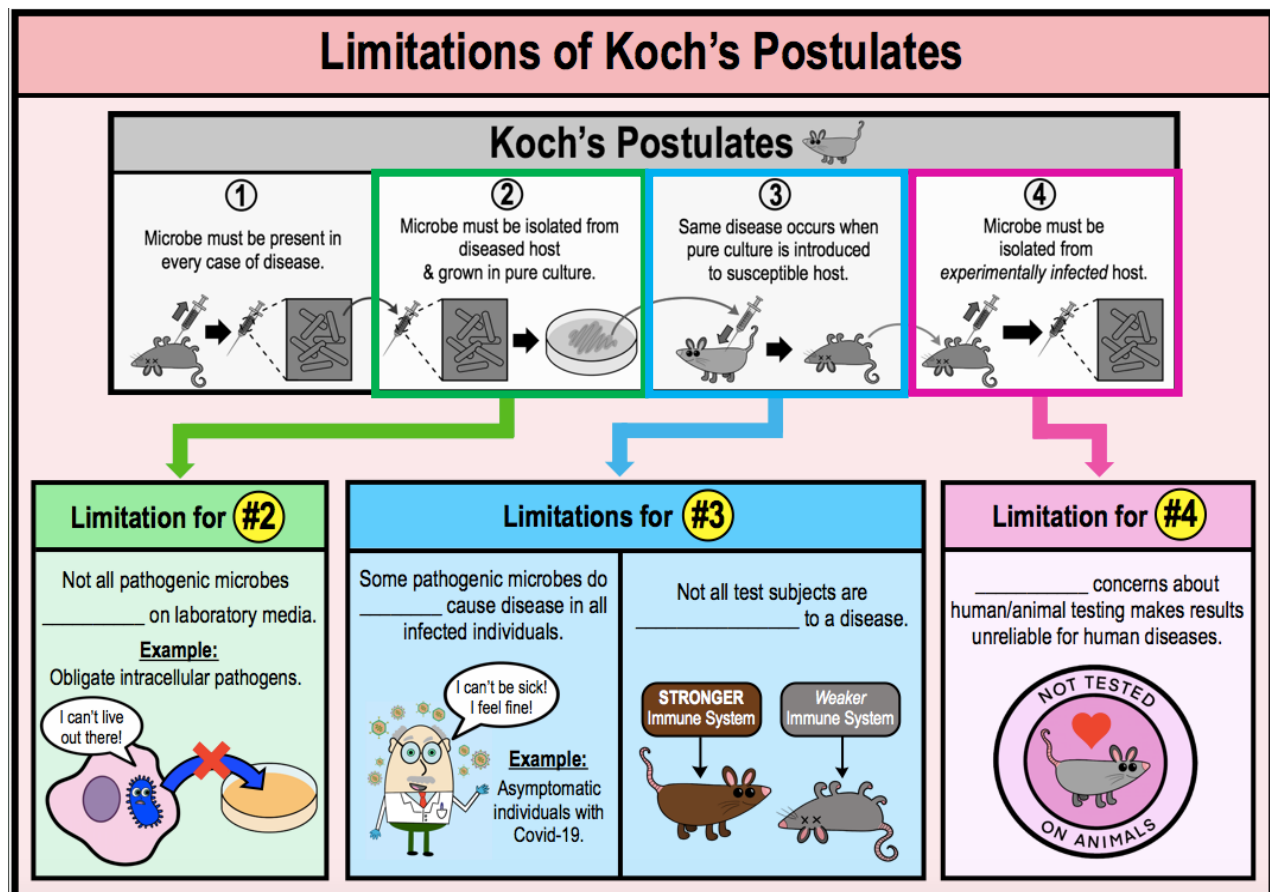 Limitations of Koch's Postulates
Koch's Postulates
1
Microbe must be present in
every case of disease.
2
Microbe must be isolated from
diseased host
& grown in pure culture.
3
Same disease occurs when
pure culture is introduced
to susceptible host.
4
Microbe must be
isolated from
experimentally infected host.
Limitation for #2
Not all pathogenic microbes
__________ on laboratory media.
Example:
Obligate intracellular pathogens.
I can't live
out there!
Limitations for #3
Some pathogenic microbes do
________ cause disease in all
infected individuals.
I can't be sick!
I feel fine!
Example:
Asymptomatic
individuals with
Covid-19.
Not all test subjects are
________________ to a disease.
STRONGER
Immune System
Weaker
Immune System
Limitation for #4
___________ concerns about
human/animal testing makes results
unreliable for human diseases.
NOT TESTED
ON ANIMALS